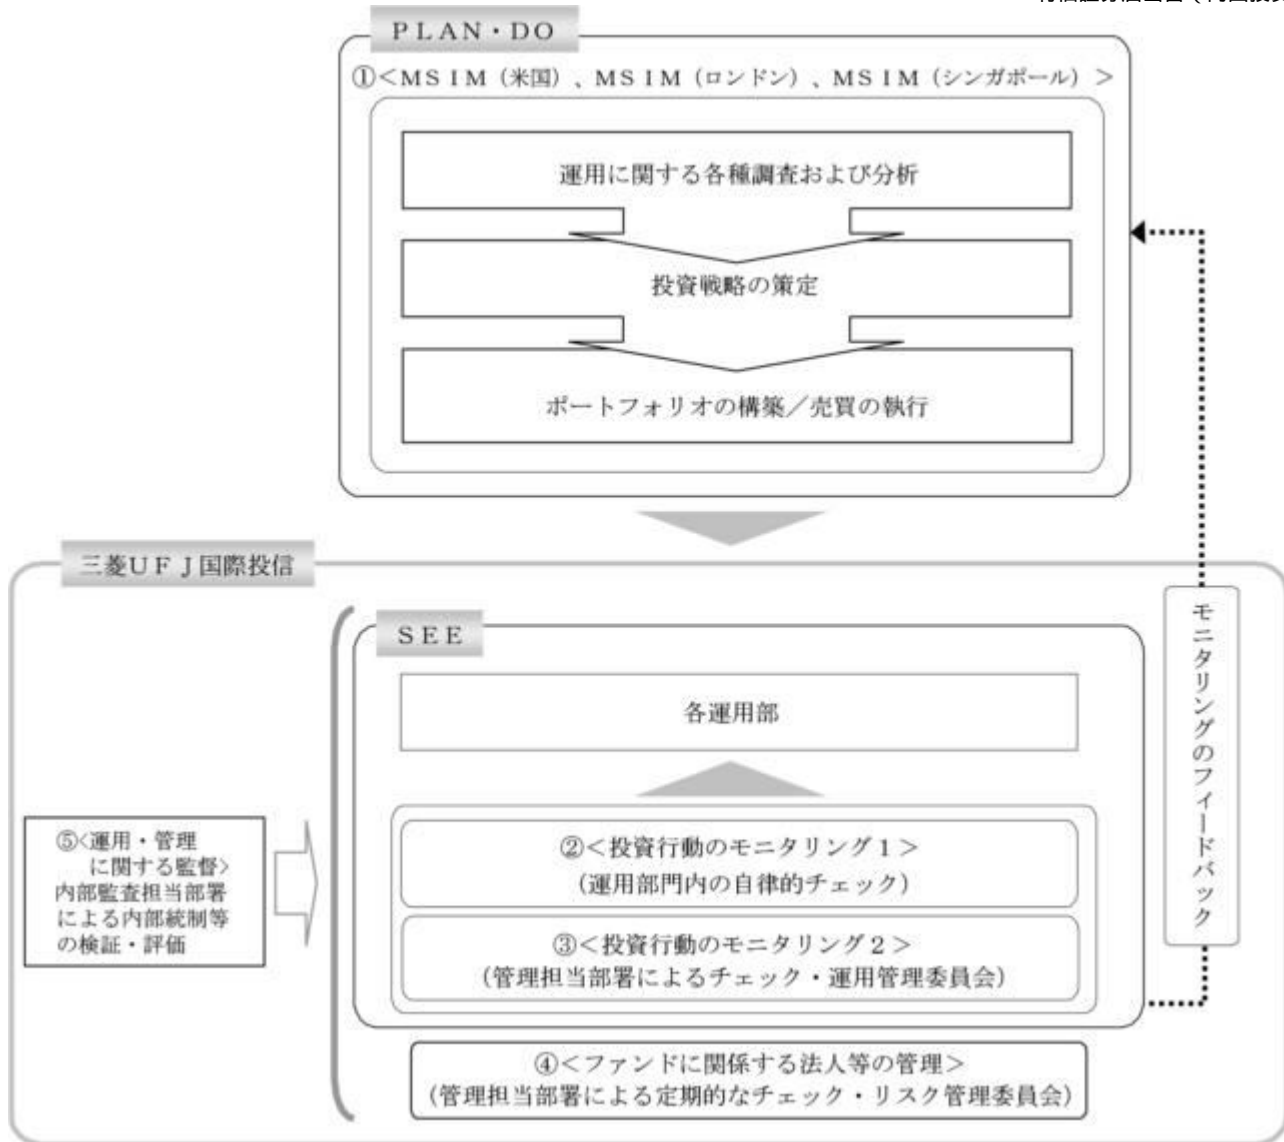 PLAN・DO
①<MSIM(米国)、MSIM(ロンドン)、MSIM(シンガポール)>
運用に関する各種調査および分析
投資戦略の策定
ポートフォリオの構築/売買の執行
三菱UFJ国際投信
SEE
各運用部
②<投資行動のモニタリング1>
(運用部門内の自律的チェック)
③<投資行動のモニタリング2>
(管理担当部署によるチェック・運用管理委員会)
④<ファンドに関係する法人等の管理>
(管理担当部署による定期的なチェック・リスク管理委員会)
⑤<運用・管理
に関する監督>
内部監査担当部署
による内部統制等
の検証・評価
モニタリングのフィードバック